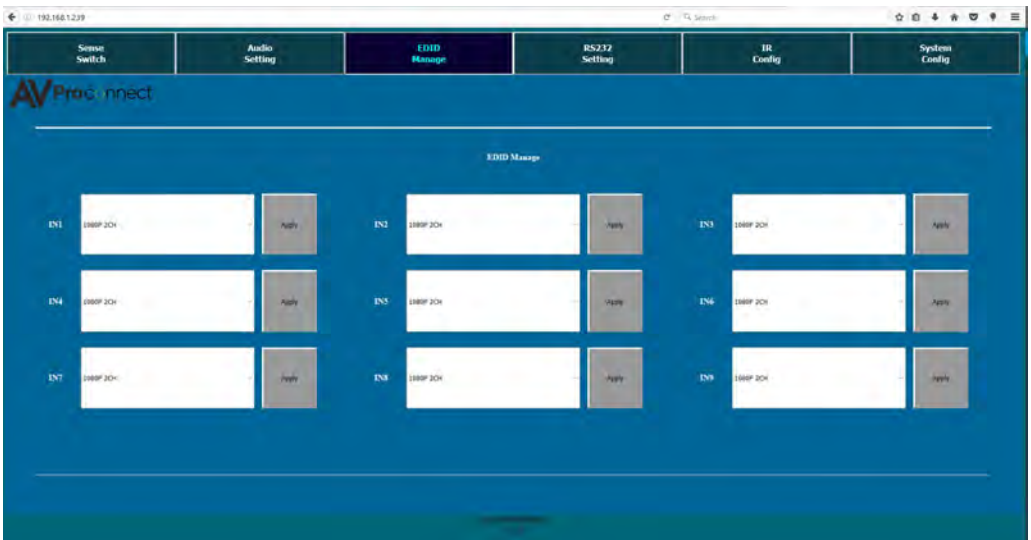 192.168.1.239
Search
Sense
Switch
Audio
Setting
EDID
Manage
RS232
Setting
IR
Config
System
Config
AVProconnect
EDID Manage
IN1 1080P 2CH Apply IN2 1080P 2CH Apply IN3 1080P 2CH Apply
IN4 1080P 2CH Apply IN5 1080P 2CH Apply IN6 1080P 2CH Apply
IN7 1080P 2CH Apply IN8 1080P 2CH Apply IN9 1080P 2CH Apply